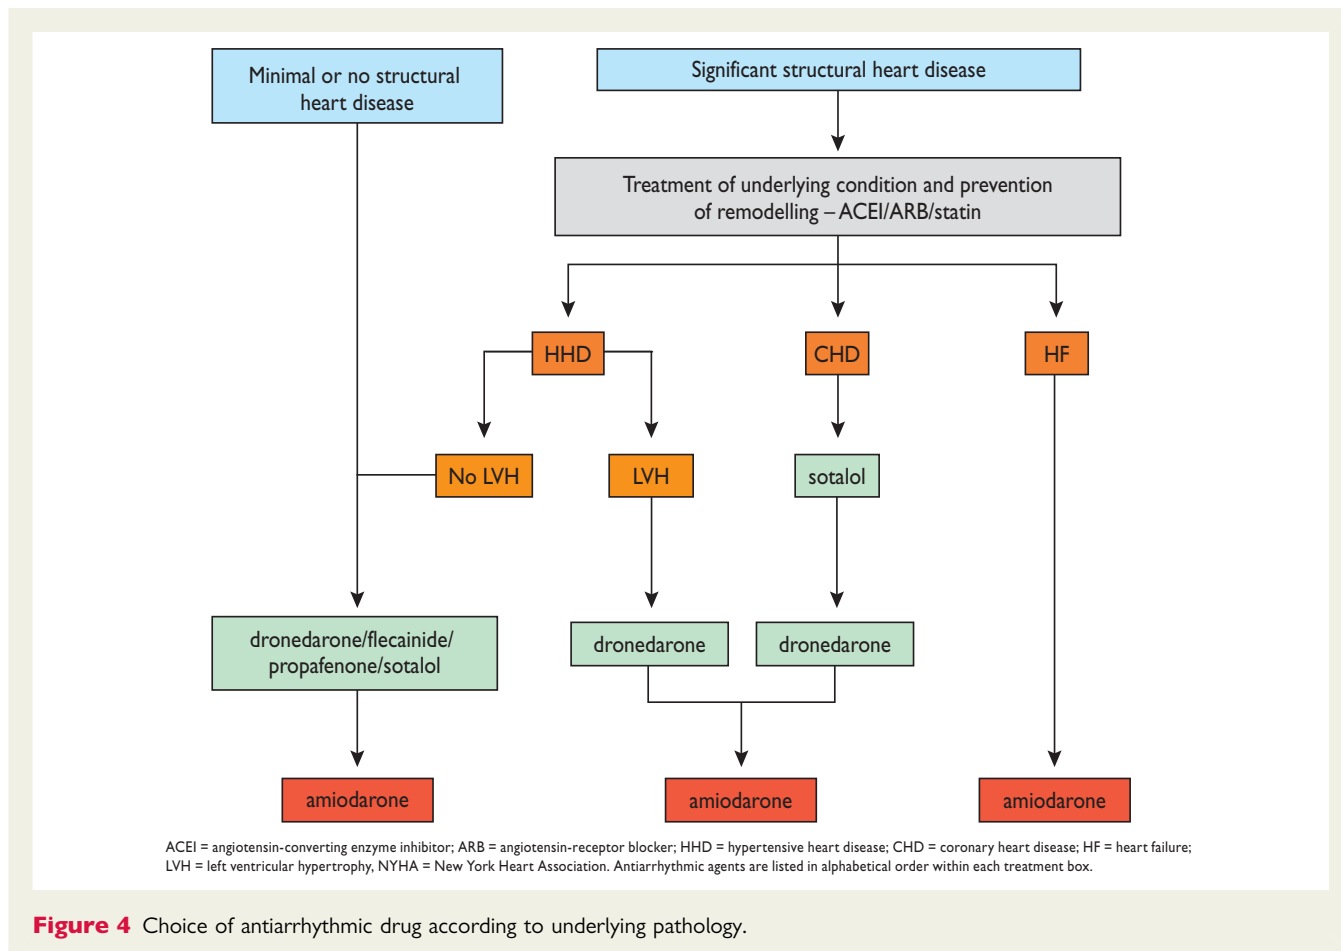 Minimal or no structural
heart disease
Significant structural heart disease
Treatment of underlying condition and prevention
of remodelling – ACEI/ARB/statin
HHD
CHD
HF
No LVH
LVH
sotalol
dronedarone/flecainide/
propafenone/sotalol
dronedarone
dronedarone
amiodarone
amiodarone
amiodarone
ACEI = angiotensin-converting enzyme inhibitor; ARB = angiotensin-receptor blocker; HHD = hypertensive heart disease; CHD = coronary heart disease; HF = heart failure;
LVH = left ventricular hypertrophy, NYHA = New York Heart Association. Antiarrhythmic agents are listed in alphabetical order within each treatment box.
Figure 4 Choice of antiarrhythmic drug according to underlying pathology.